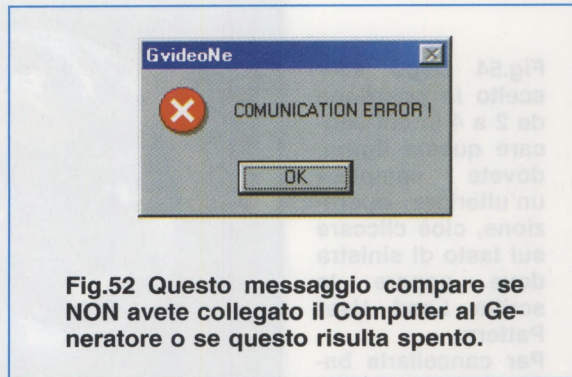 GvideoNe
COMUNICATION ERROR !
OK
Fig.52 Questo messaggio compare se
NON avete collegato il Computer al Ge-
neratore o se questo risulta spento.